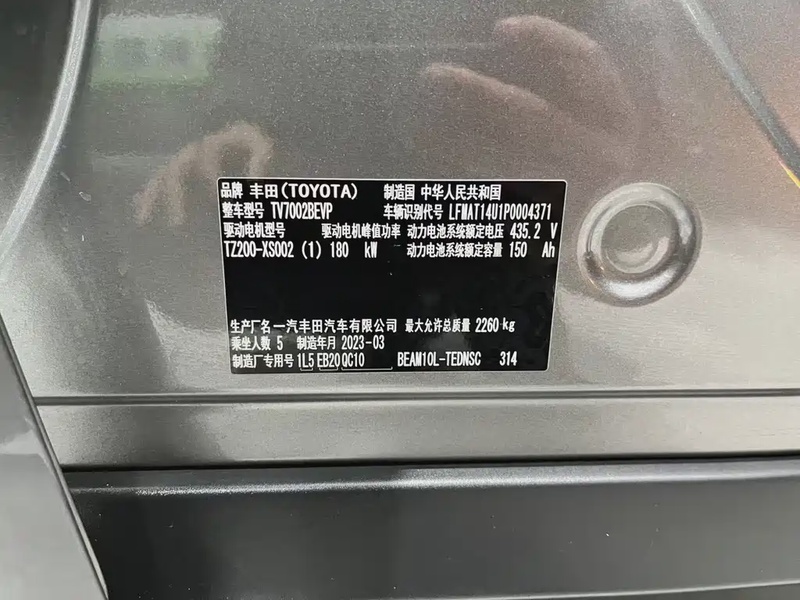 品牌 丰田(TOYOTA) 制造国 中华人民共和国
整车型号 TV7002BEVP 车辆识别代号 LFMAT14U1P0004371
驱动电机型号 驱动电机峰值功率 动力电池系统额定电压 435.2 V
TZ200-XS002 (1) 180 kW 动力电池系统额定容量 150 Ah
生产厂名 一汽丰田汽车有限公司 最大允许总质量 2260 kg
乘坐人数 5 制造年月 2023-03
制造厂专用号 1L5 EB20 QC10 BEAM10L-TEDNSC 314